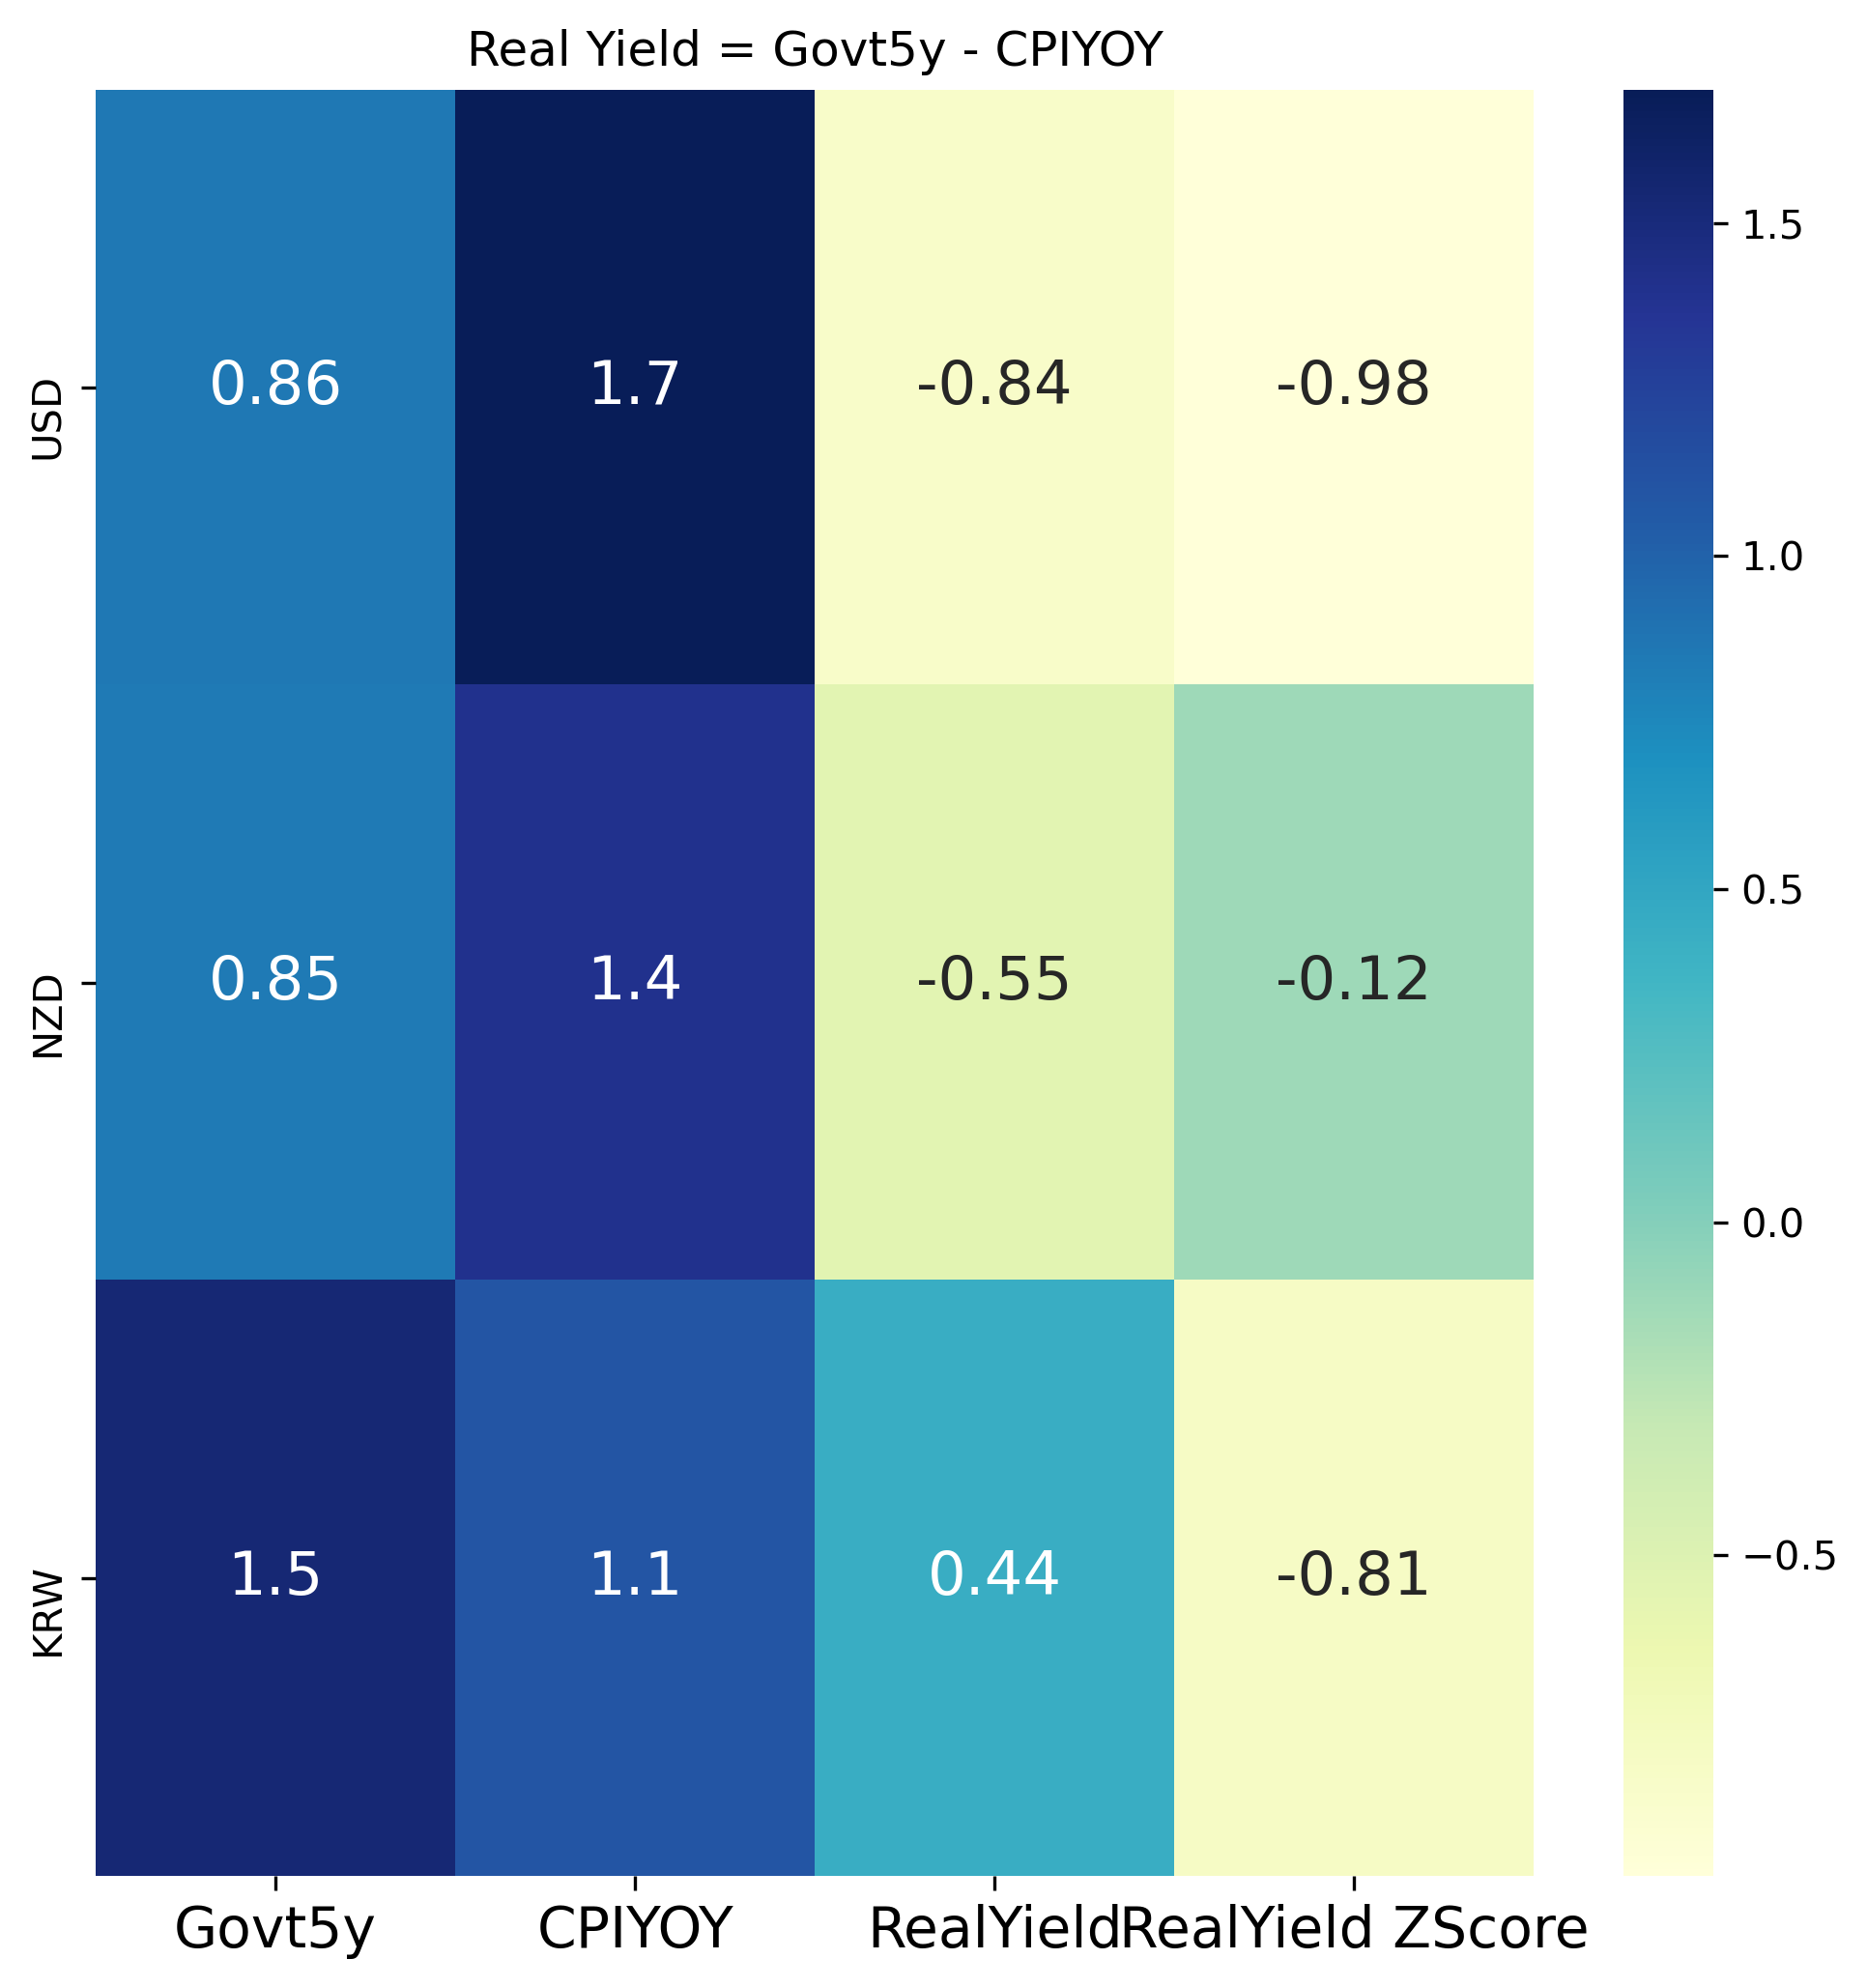 Real Yield = Govt5y - CPIYOY
USD
0.86 1.7 -0.84 -0.98
NZD
0.85 1.4 -0.55 -0.12
KRW
1.5 1.1 0.44 -0.81
Govt5y CPIYOY RealYield RealYield ZScore
1.5
1.0
0.5
0.0
−0.5